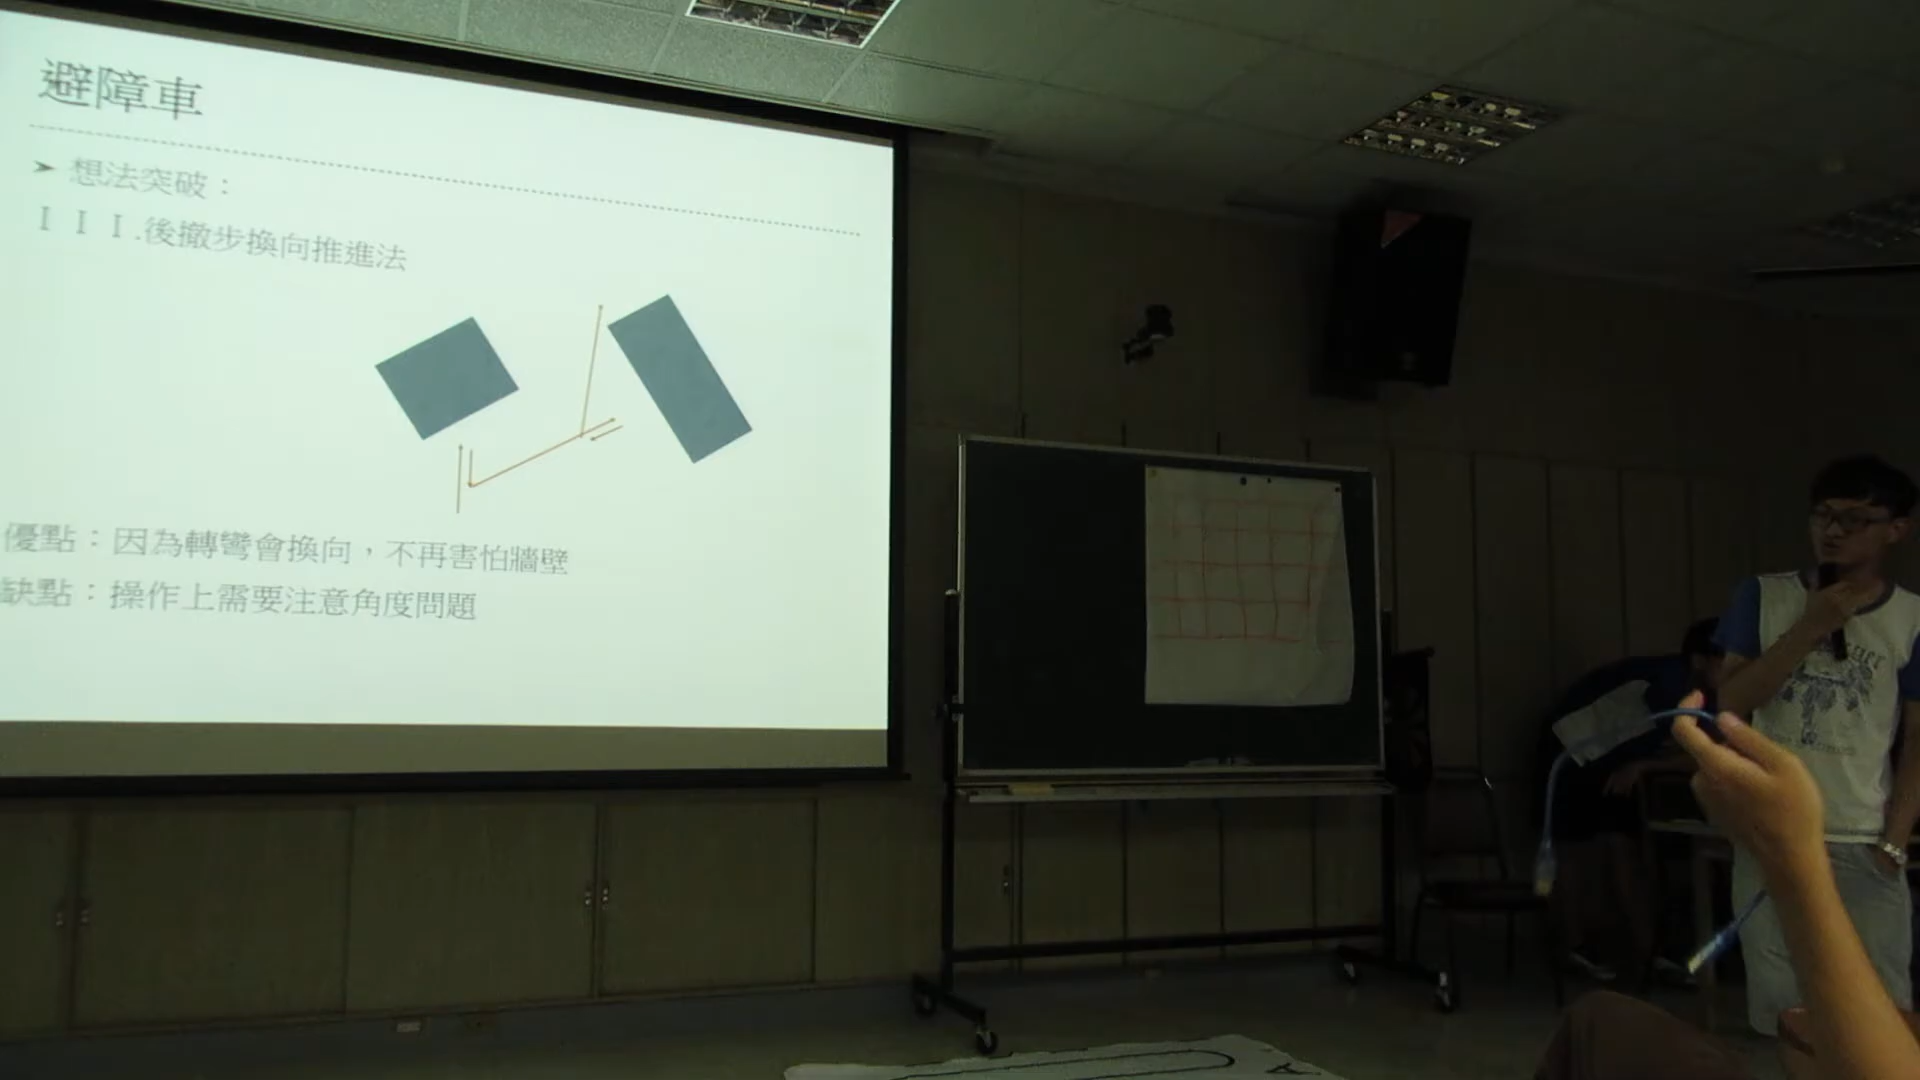 避障車
➢ 想法突破：
ＩＩＩ.後撤步換向推進法
優點：因為轉彎會換向，不再害怕牆壁
缺點：操作上需要注意角度問題
A